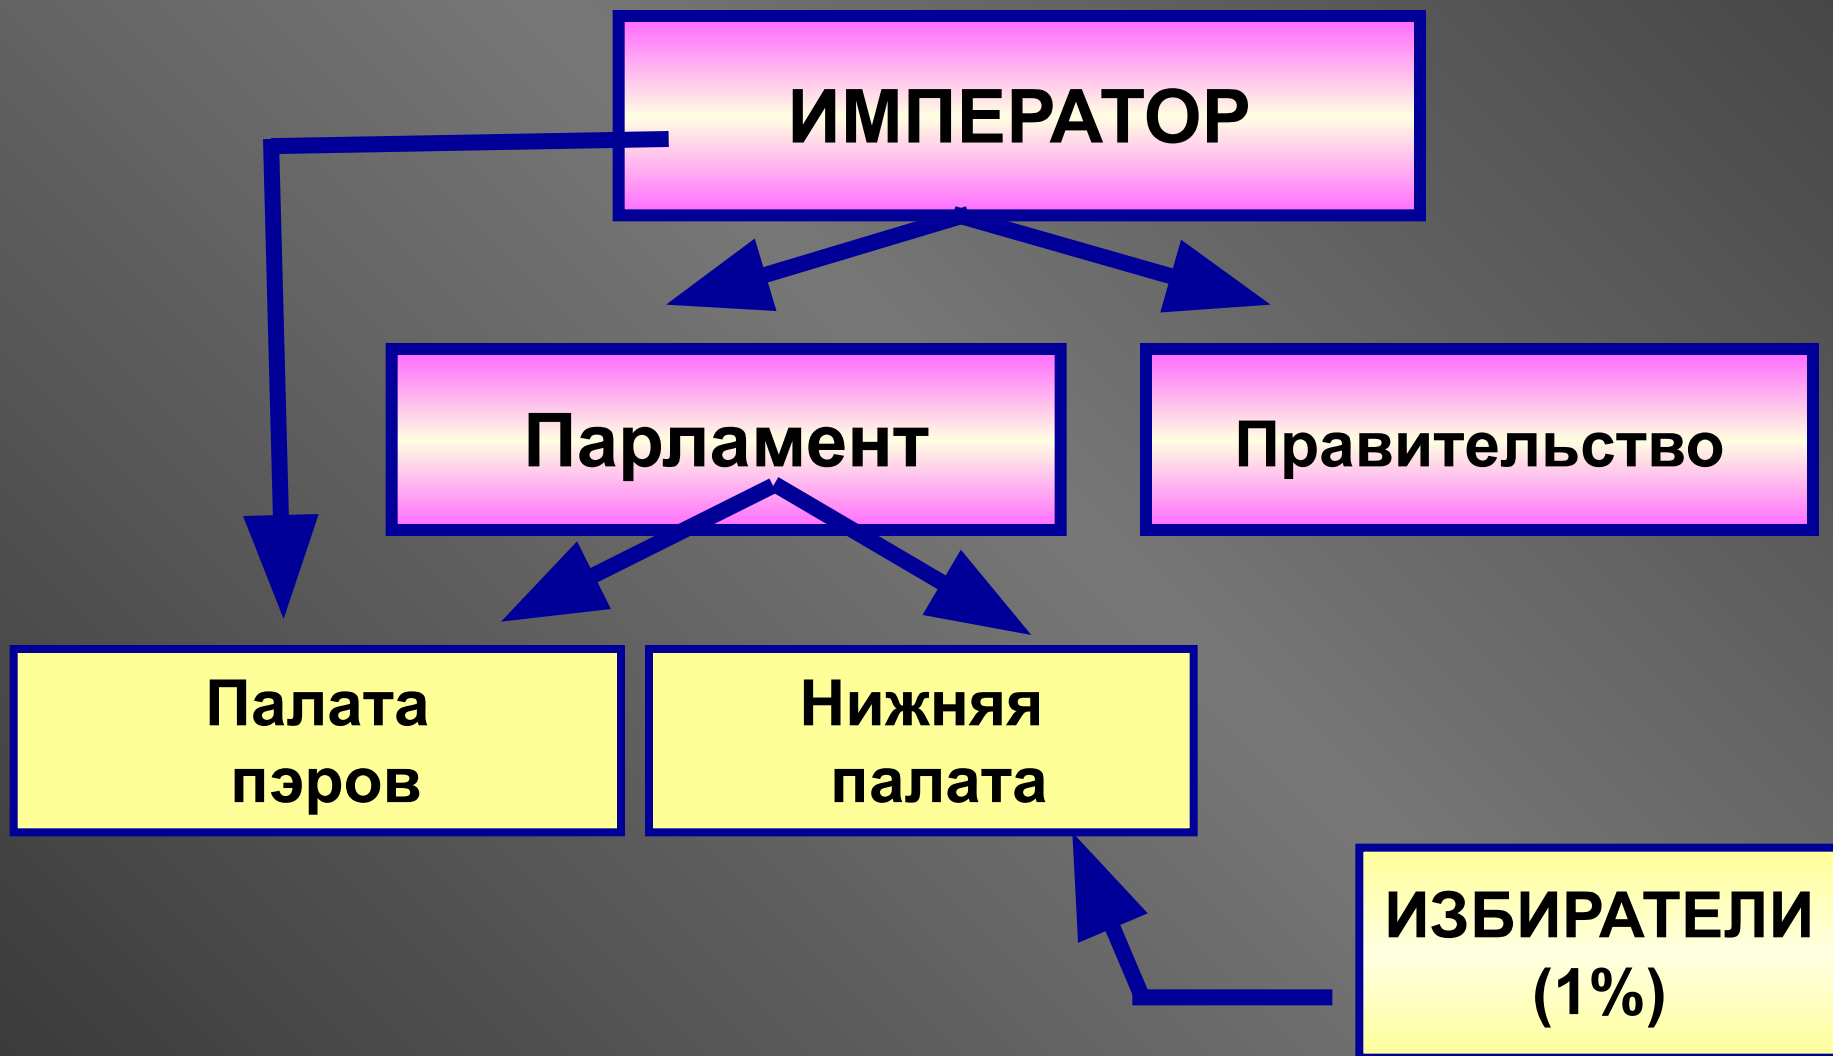 ИМПЕРАТОР
Парламент
Правительство
Палата
пэров
Нижняя
палата
ИЗБИРАТЕЛИ
(1%)